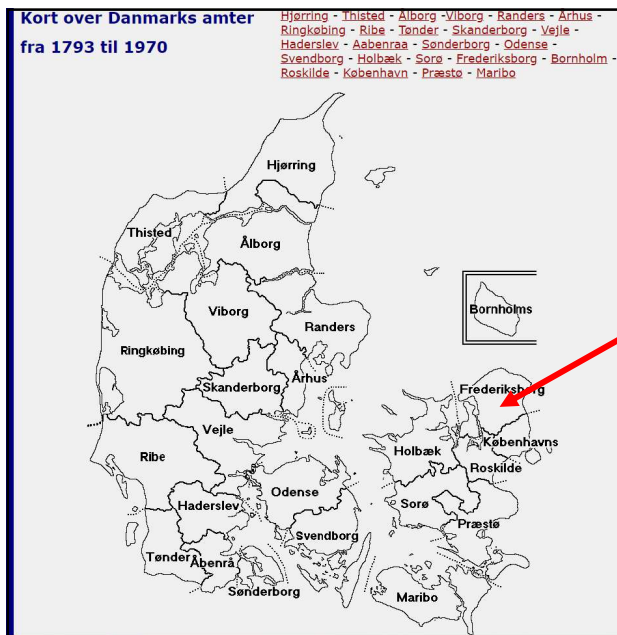 Kort over Danmarks amter
fra 1793 til 1970
Hjørring - Thisted - Ålborg -Viborg - Randers - Århus -
Ringkøbing - Ribe - Tønder - Skanderborg - Vejle -
Haderslev - Aabenraa - Sønderborg - Odense -
Svendborg - Holbæk - Sorø - Frederiksborg - Bornholm -
Roskilde - København - Præstø - Maribo
Hjørring
Thisted
Ålborg
Viborg
Bornholms
Randers
Ringkøbing
Århus
Skanderborg
Frederiksborg
Vejle
Københavns
Holbæk
Ribe
Roskilde
Odense
Haderslev
Sorø
Præstø
Svendborg
Tønder
Åbenrå
Sønderborg
Maribo